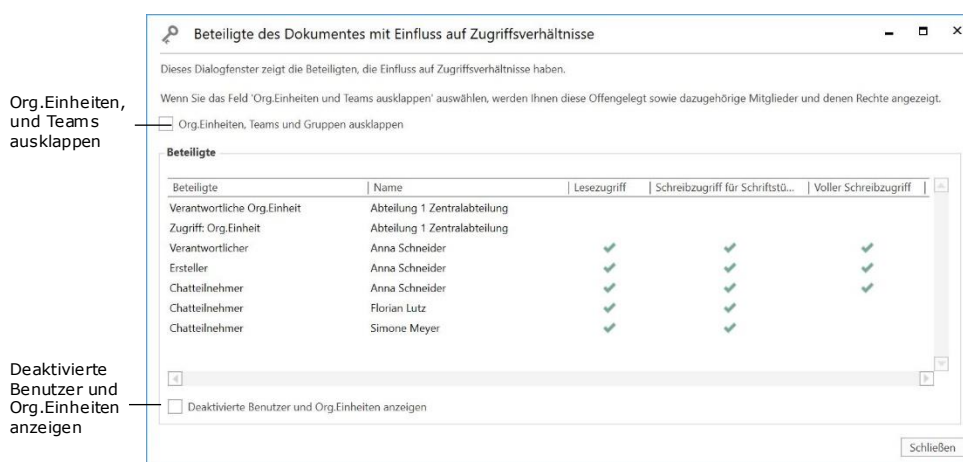 Beteiligte des Dokumentes mit Einfluss auf Zugriffsverhältnisse
Dieses Dialogfenster zeigt die Beteiligten, die Einfluss auf Zugriffsverhältnisse haben.
Wenn Sie das Feld 'Org.Einheiten und Teams ausklappen' auswählen, werden Ihnen diese Offengelegt sowie dazugehörige Mitglieder und denen Rechte angezeigt.
Org.Einheiten,
und Teams
ausklappen
Org.Einheiten, Teams und Gruppen ausklappen
Beteiligte
Beteiligte Name Lesezugriff Schreibzugriff für Schriftstü... Voller Schreibzugriff
Verantwortliche Org.Einheit Abteilung 1 Zentralabteilung
Zugriff: Org.Einheit Abteilung 1 Zentralabteilung
Verantwortlicher Anna Schneider
Ersteller Anna Schneider
Chatteilnehmer Anna Schneider
Chatteilnehmer Florian Lutz
Chatteilnehmer Simone Meyer
Deaktivierte
Benutzer und
Org.Einheiten
anzeigen
Deaktivierte Benutzer und Org.Einheiten anzeigen
Schließen